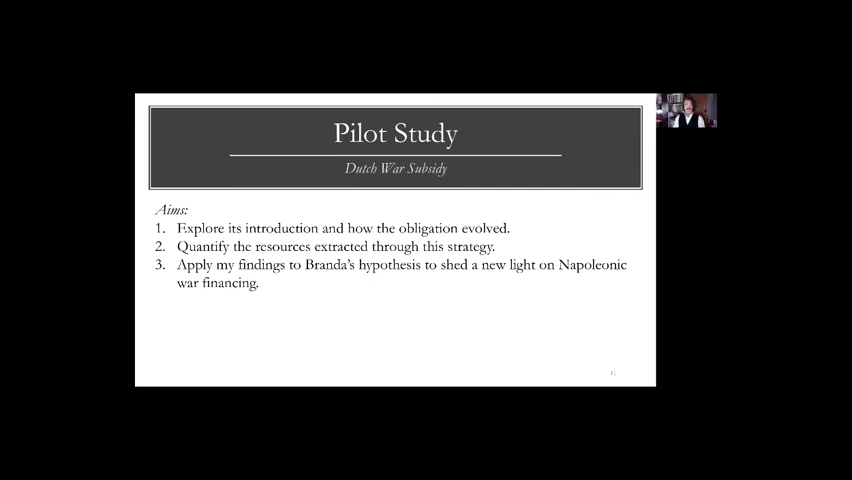 Pilot Study
Dutch War Subsidy
Aims:
1. Explore its introduction and how the obligation evolved.
2. Quantify the resources extracted through this strategy.
3. Apply my findings to Branda's hypothesis to shed a new light on Napoleonic
war financing.